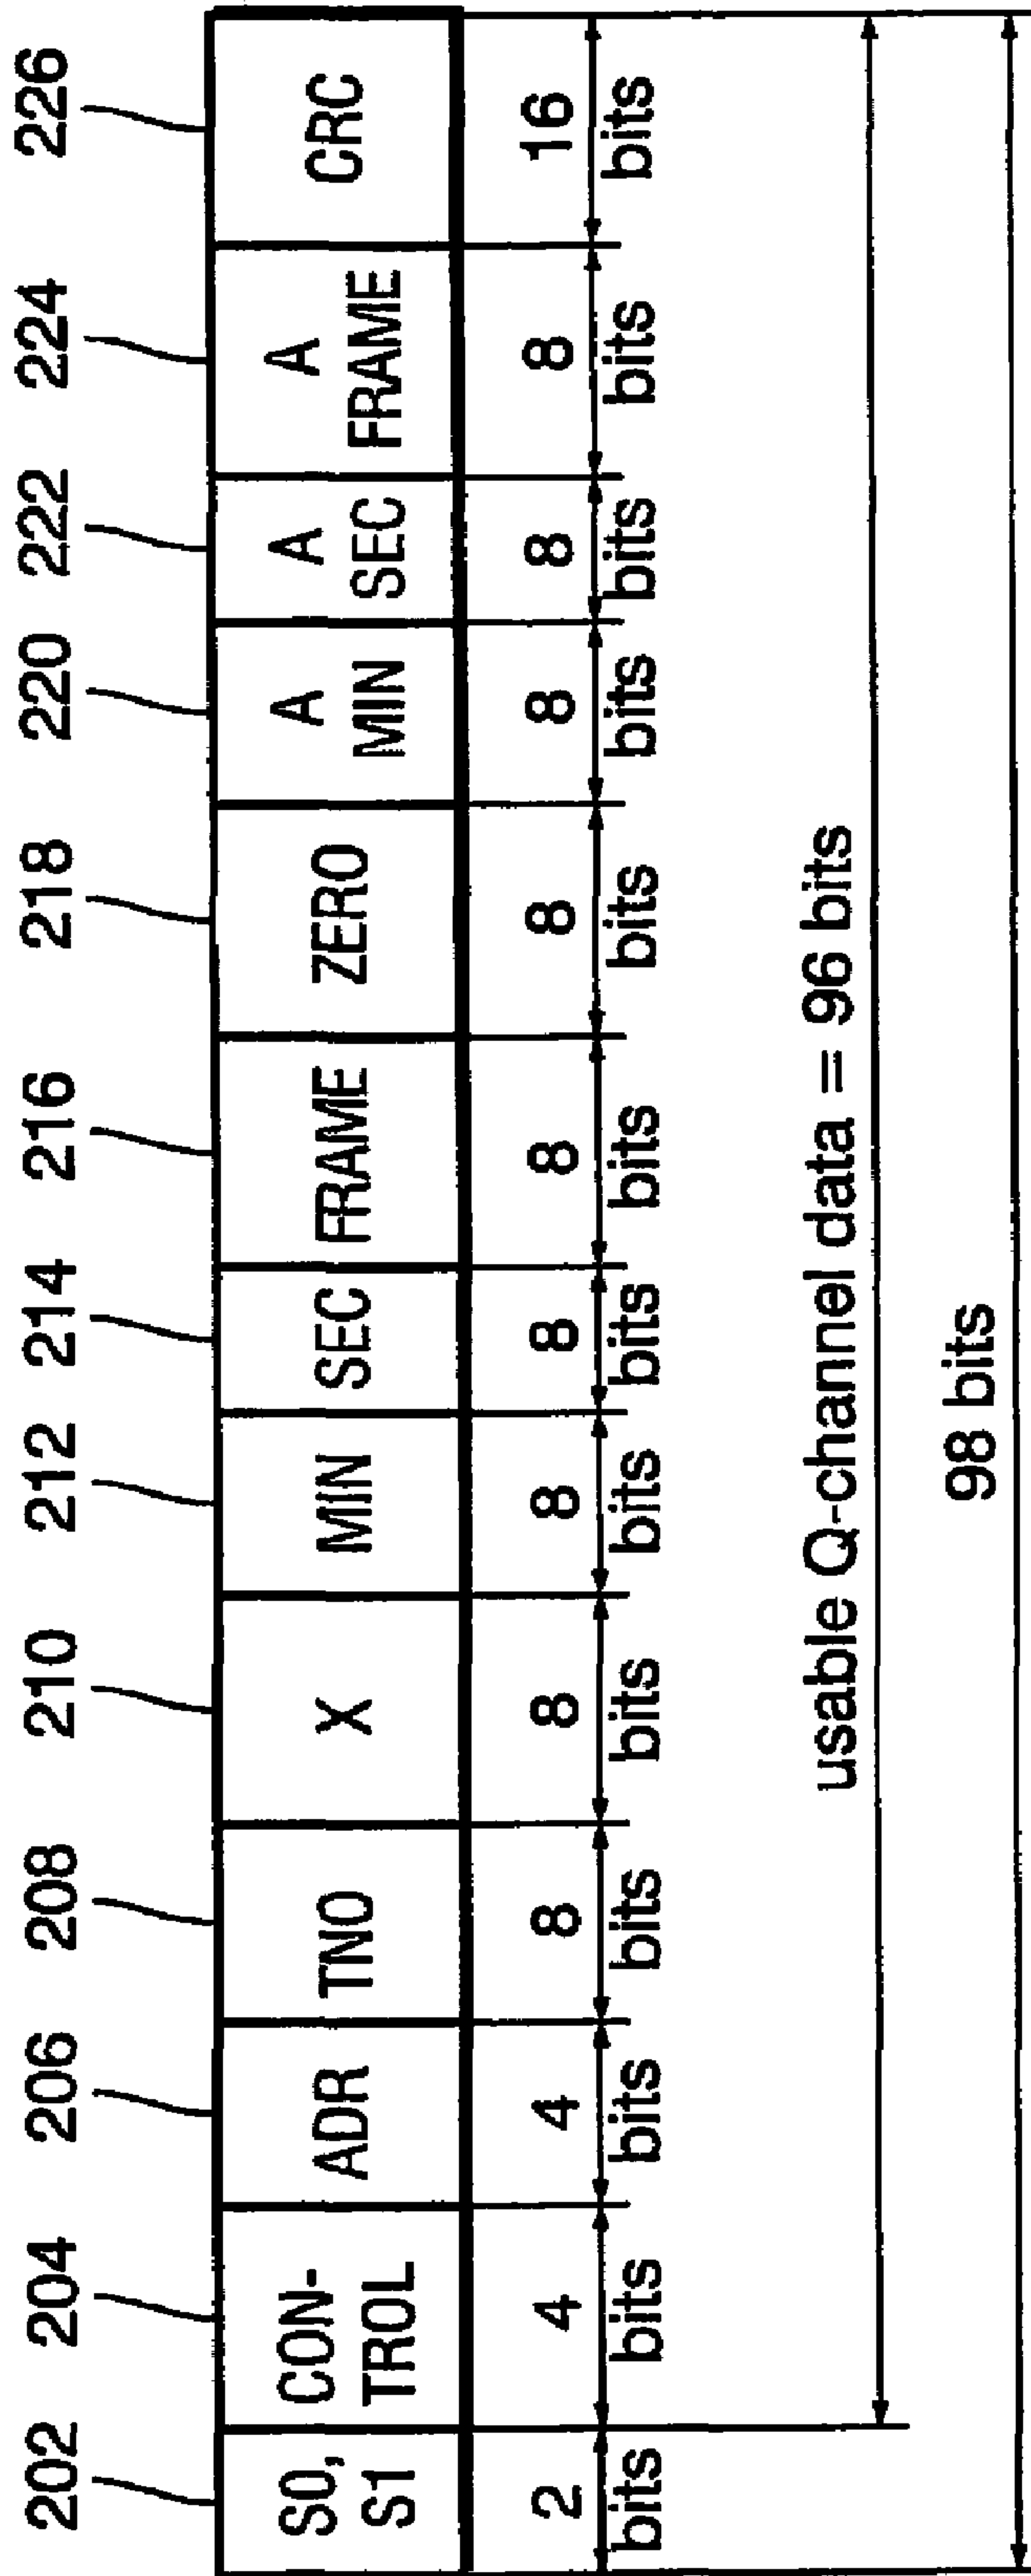 202 204 206 208 210 212 214 216 218 220 222 224 226
S0, CON- ADR TNO X MIN SEC FRAME ZERO A A A CRC
S1 TROL MIN SEC FRAME
2 4 4 8 8 8 8 8 8 8 8 8 16
bits bits bits bits bits bits bits bits bits bits bits bits bits
usable Q-channel data = 96 bits
98 bits